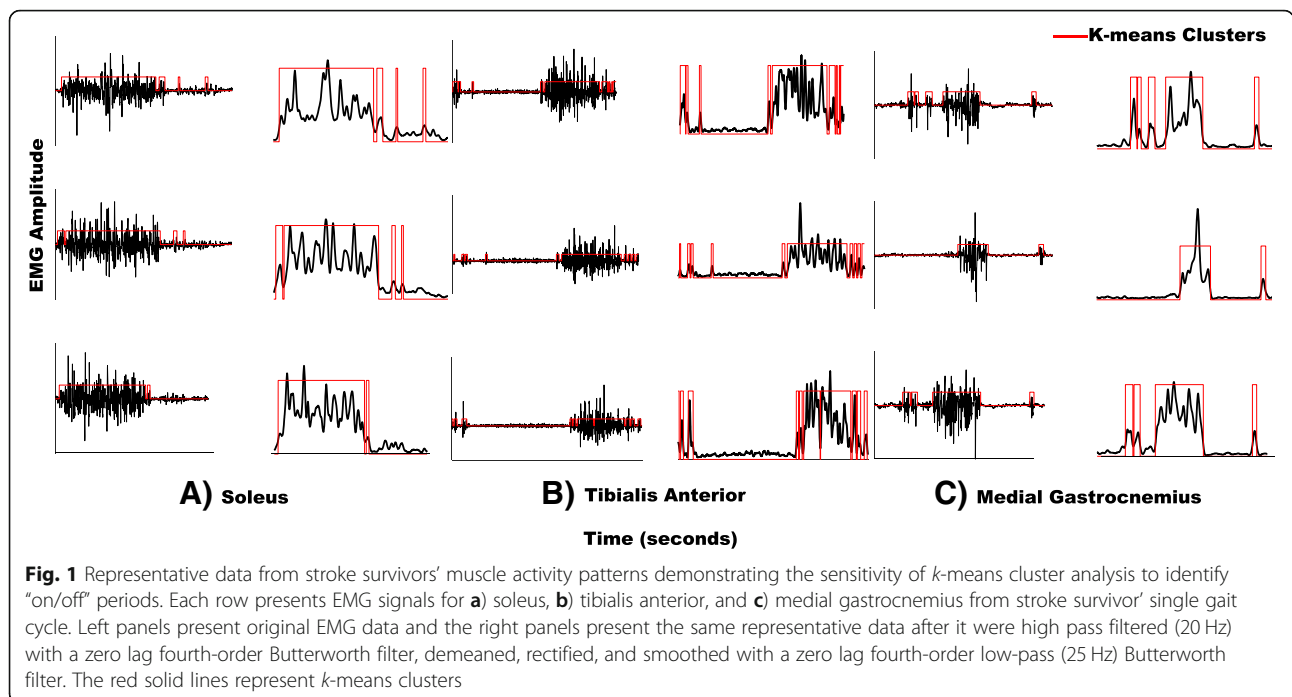 K-means Clusters
EMG Amplitude
A) Soleus
B) Tibialis Anterior
C) Medial Gastrocnemius
Time (seconds)
Fig. 1 Representative data from stroke survivors’ muscle activity patterns demonstrating the sensitivity of k-means cluster analysis to identify
“on/off” periods. Each row presents EMG signals for a) soleus, b) tibialis anterior, and c) medial gastrocnemius from stroke survivor’ single gait
cycle. Left panels present original EMG data and the right panels present the same representative data after it were high pass filtered (20 Hz)
with a zero lag fourth-order Butterworth filter, demeaned, rectified, and smoothed with a zero lag fourth-order low-pass (25 Hz) Butterworth
filter. The red solid lines represent k-means clusters